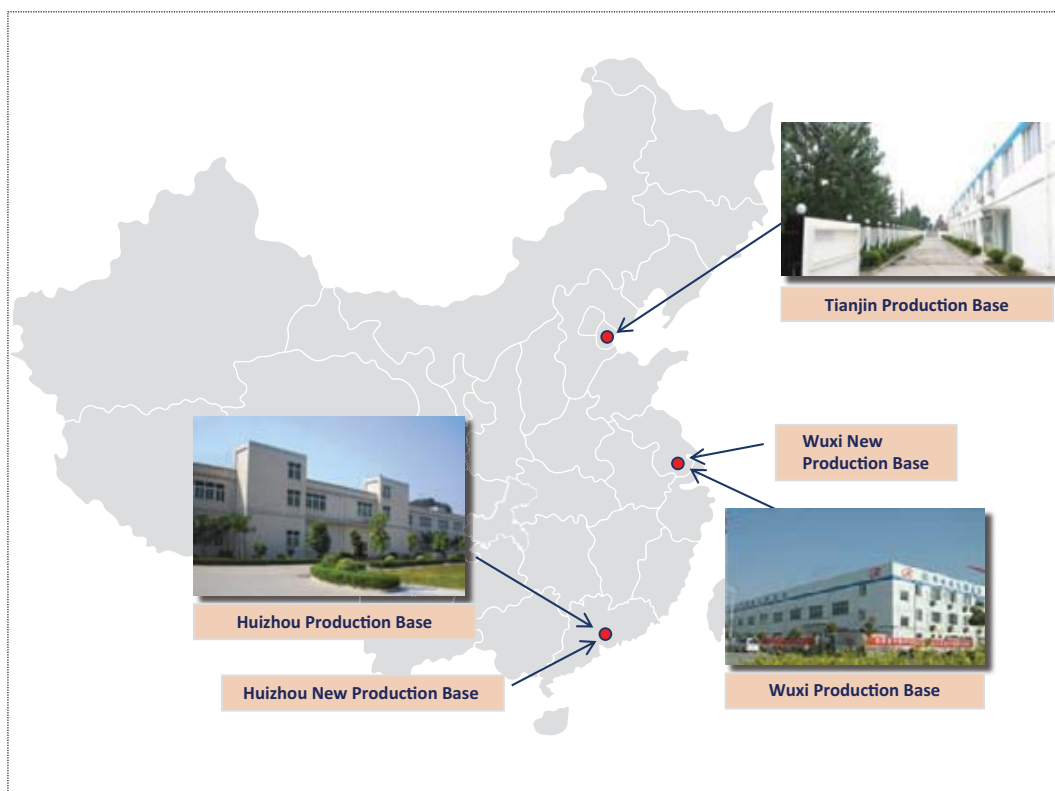 Tianjin Production Base
Wuxi New
Production Base
Huizhou Production Base
Huizhou New Production Base
Wuxi Production Base